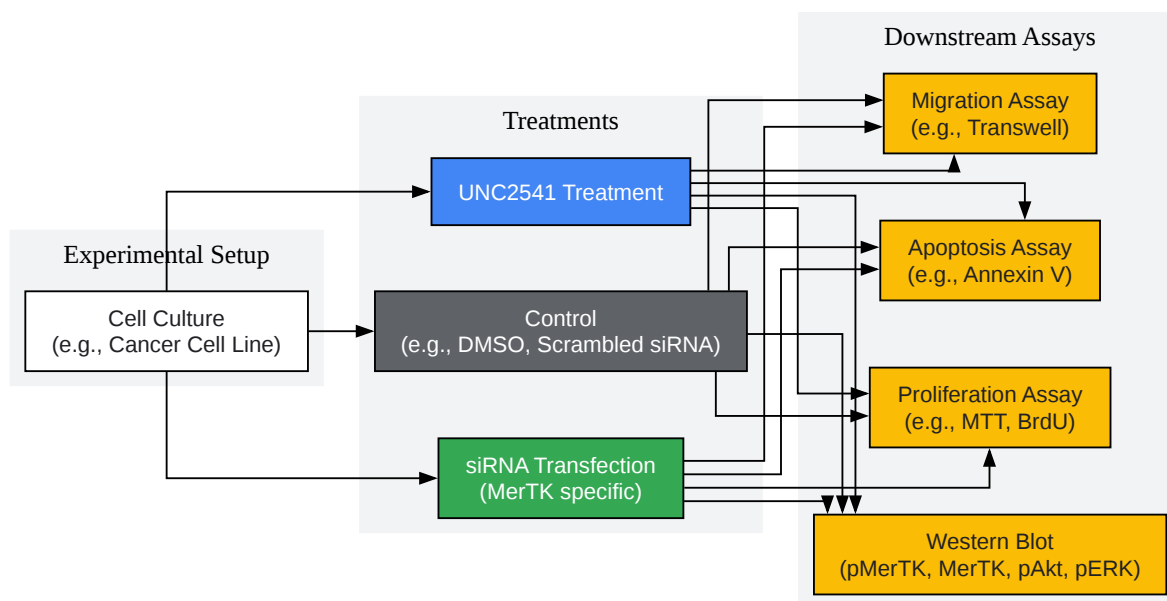 Experimental Setup
Cell Culture
(e.g., Cancer Cell Line)
Treatments
UNC2541 Treatment
Control
(e.g., DMSO, Scrambled siRNA)
siRNA Transfection
(MerTK specific)
Downstream Assays
Migration Assay
(e.g., Transwell)
Apoptosis Assay
(e.g., Annexin V)
Proliferation Assay
(e.g., MTT, BrdU)
Western Blot
(pMerTK, MerTK, pAkt, pERK)